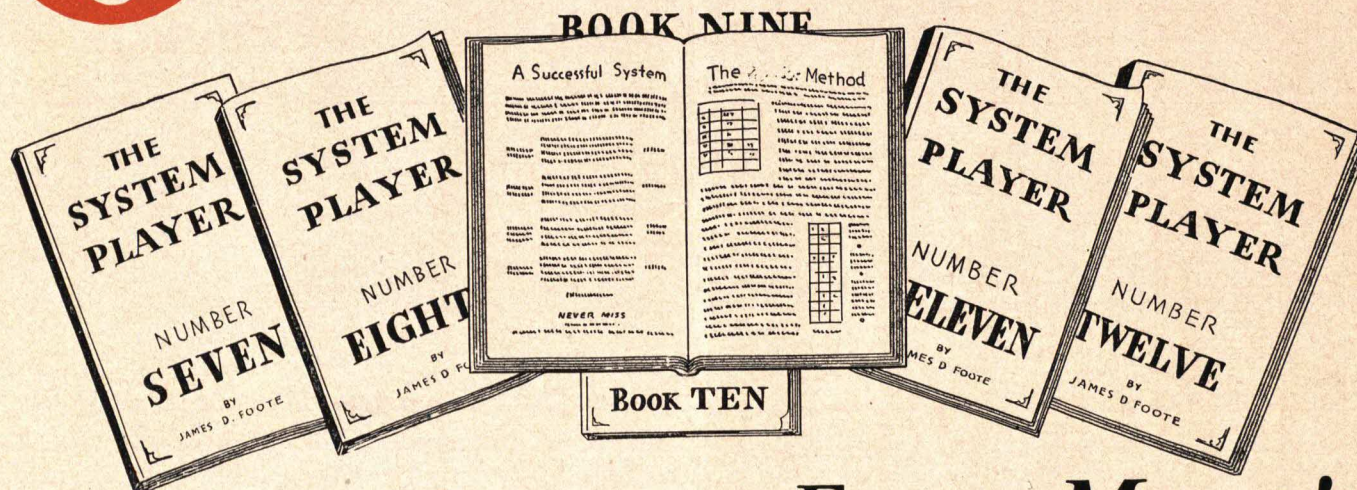 BOOK NINE
THE
SYSTEM
PLAYER
NUMBER
SEVEN
BY
JAMES D. FOOTE
THE
SYSTEM
PLAYER
NUMBER
EIGHT
BY
JAMES D. FO
A Successful System
NEVER MISS
The Method
Book TEN
THE
SYSTEM
PLAYER
NUMBER
ELEVEN
BY
MES D FOOTE
THE
SYSTEM
PLAYER
NUMBER
TWELVE
BY
JAMES D FOOTE